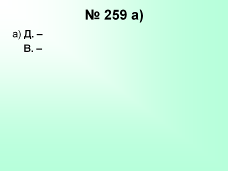 № 259 а)
а) Д. –
В. –